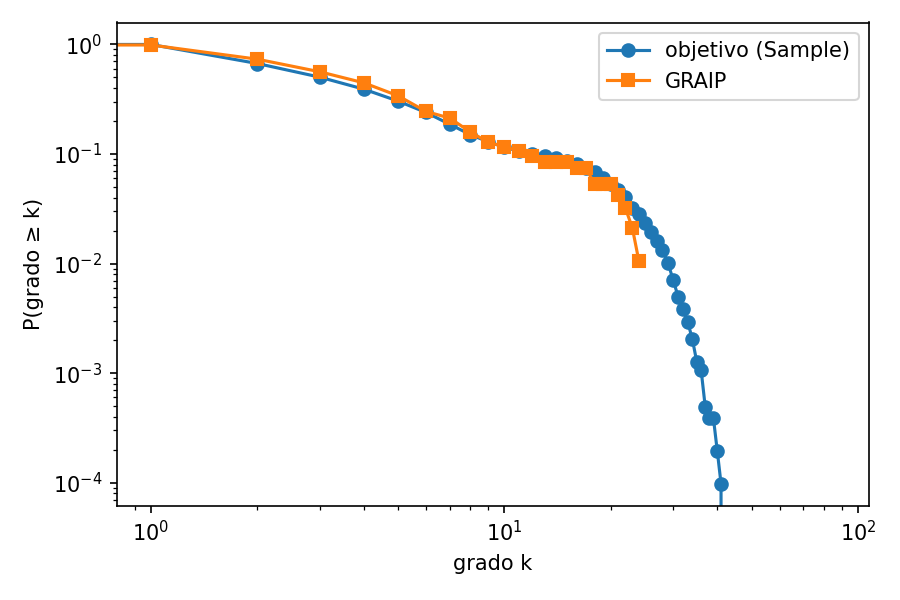 objetivo (Sample)
GRAIP
P(grado ≥ k)
10⁰
10⁻¹
10⁻²
10⁻³
10⁻⁴
10⁰ 10¹ 10²
grado k